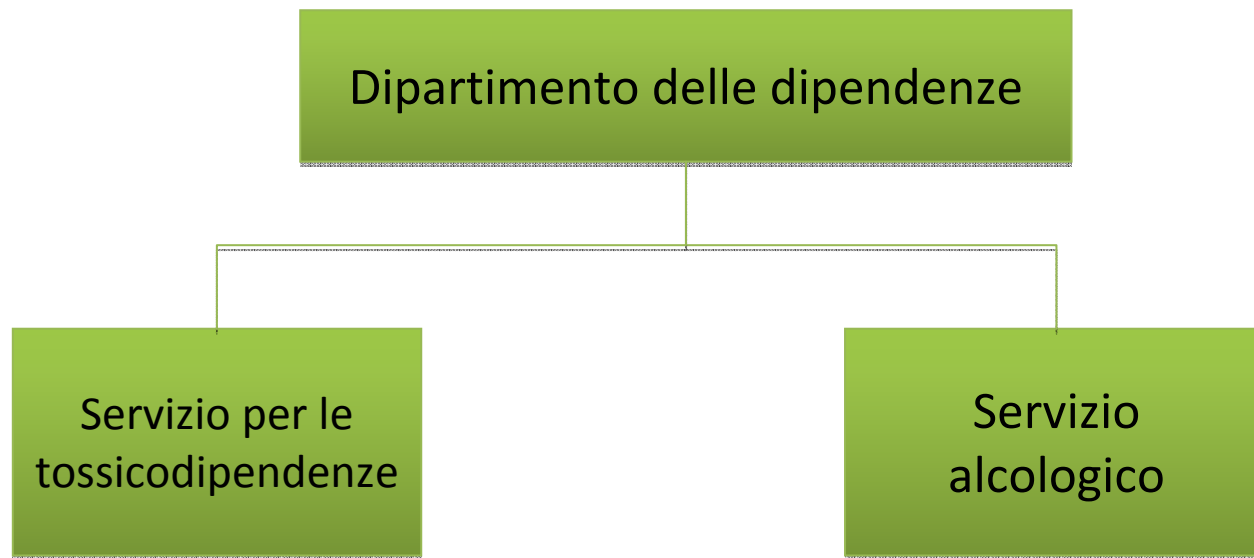 Dipartimento delle dipendenze
Servizio per le
tossicodipendenze
Servizio
alcologico